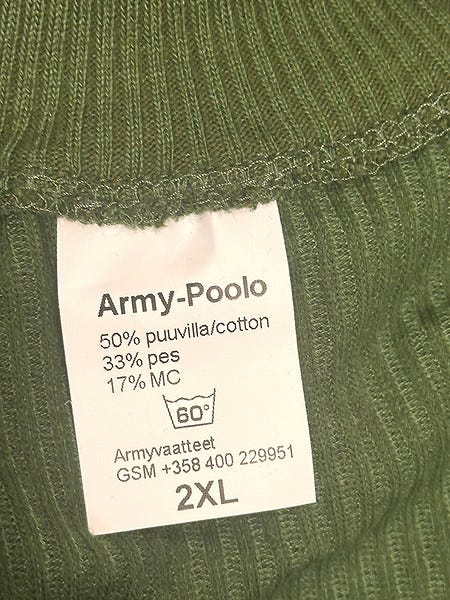 Army-Poolo
50% puuvilla/cotton
33% pes
17% MC
60°
Armyvaatteet
GSM +358 400 229951
2XL